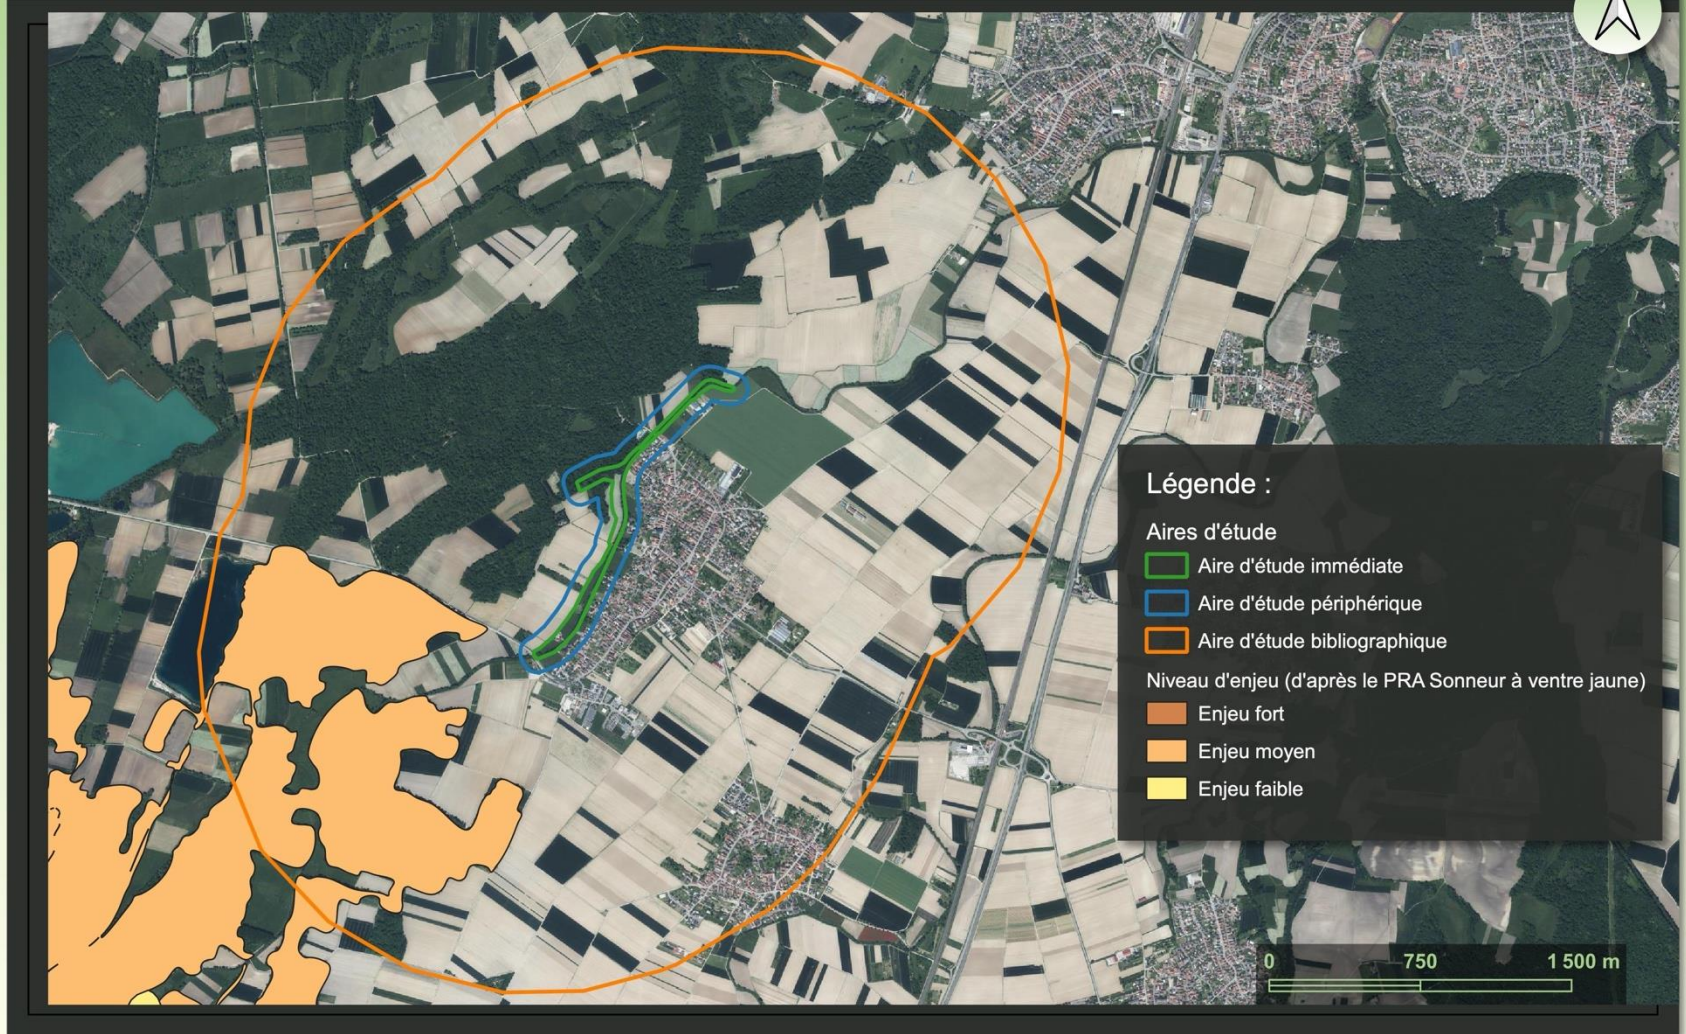 Légende :
Aires d'étude
Aire d'étude immédiate
Aire d'étude périphérique
Aire d'étude bibliographique
Niveau d'enjeu (d'après le PRA Sonneur à ventre jaune)
Enjeu fort
Enjeu moyen
Enjeu faible
0 750 1 500 m